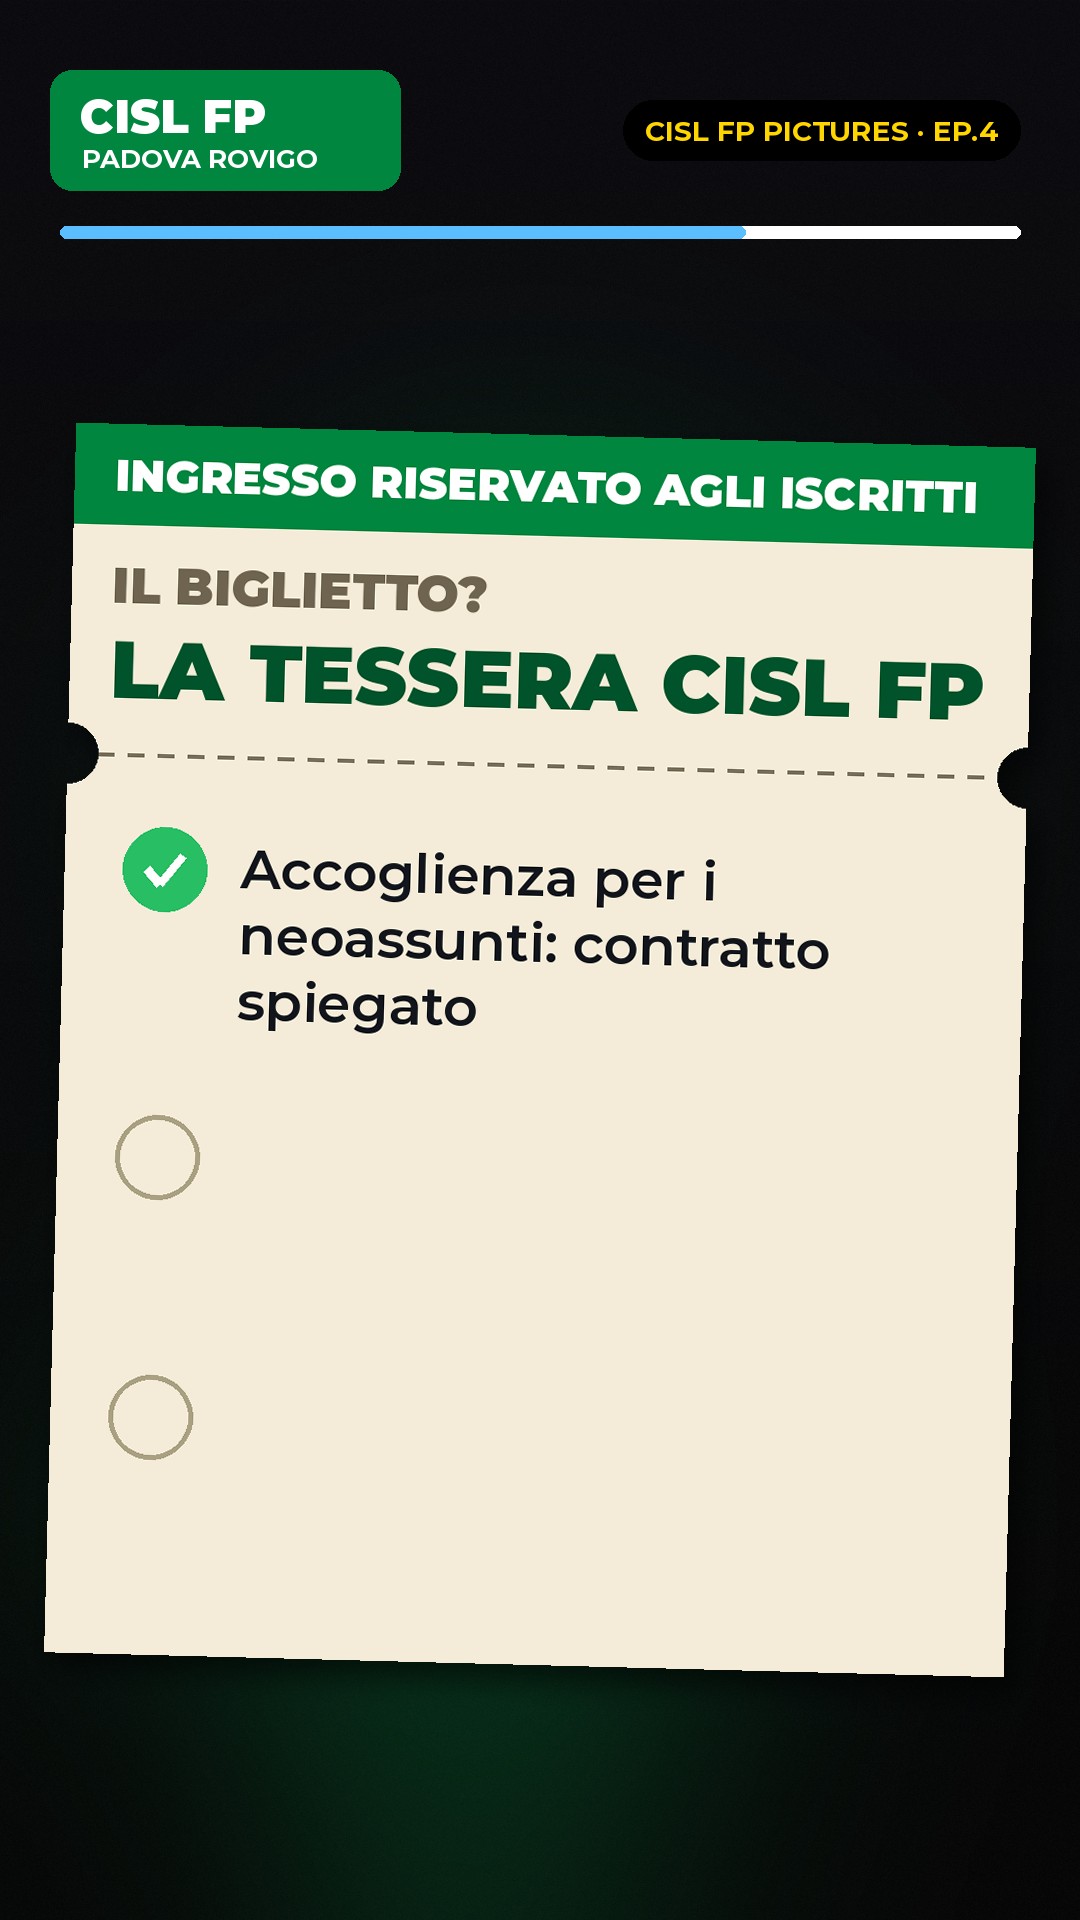 CISL FP
PADOVA ROVIGO
CISL FP PICTURES · EP.4
INGRESSO RISERVATO AGLI ISCRITTI
IL BIGLIETTO?
LA TESSERA CISL FP
Accoglienza per i
neoassunti: contratto
spiegato